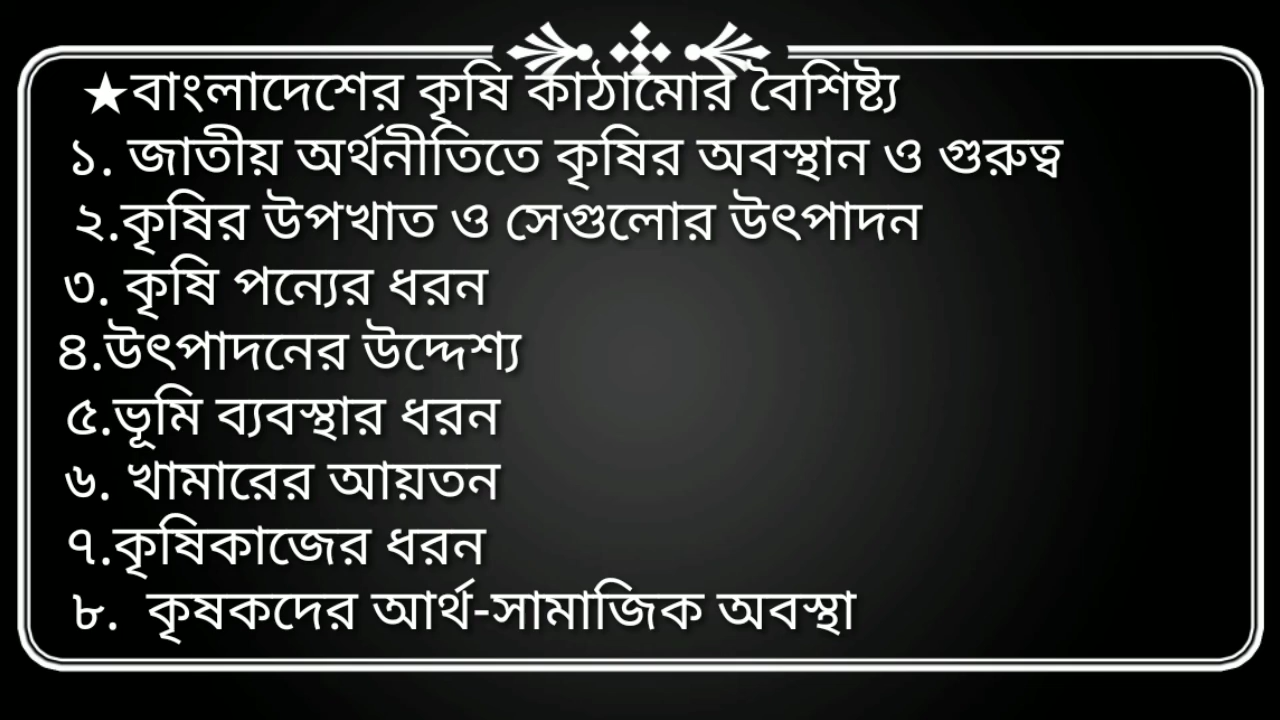 ★বাংলাদেশের কৃষি কাঠামোর বৈশিষ্ট্য
১. জাতীয় অর্থনীতিতে কৃষির অবস্থান ও গুরুত্ব
২.কৃষির উপখাত ও সেগুলোর উৎপাদন
৩. কৃষি পন্যের ধরন
৪.উৎপাদনের উদ্দেশ্য
৫.ভূমি ব্যবস্থার ধরন
৬. খামারের আয়তন
৭.কৃষিকাজের ধরন
৮. কৃষকদের আর্থ-সামাজিক অবস্থা